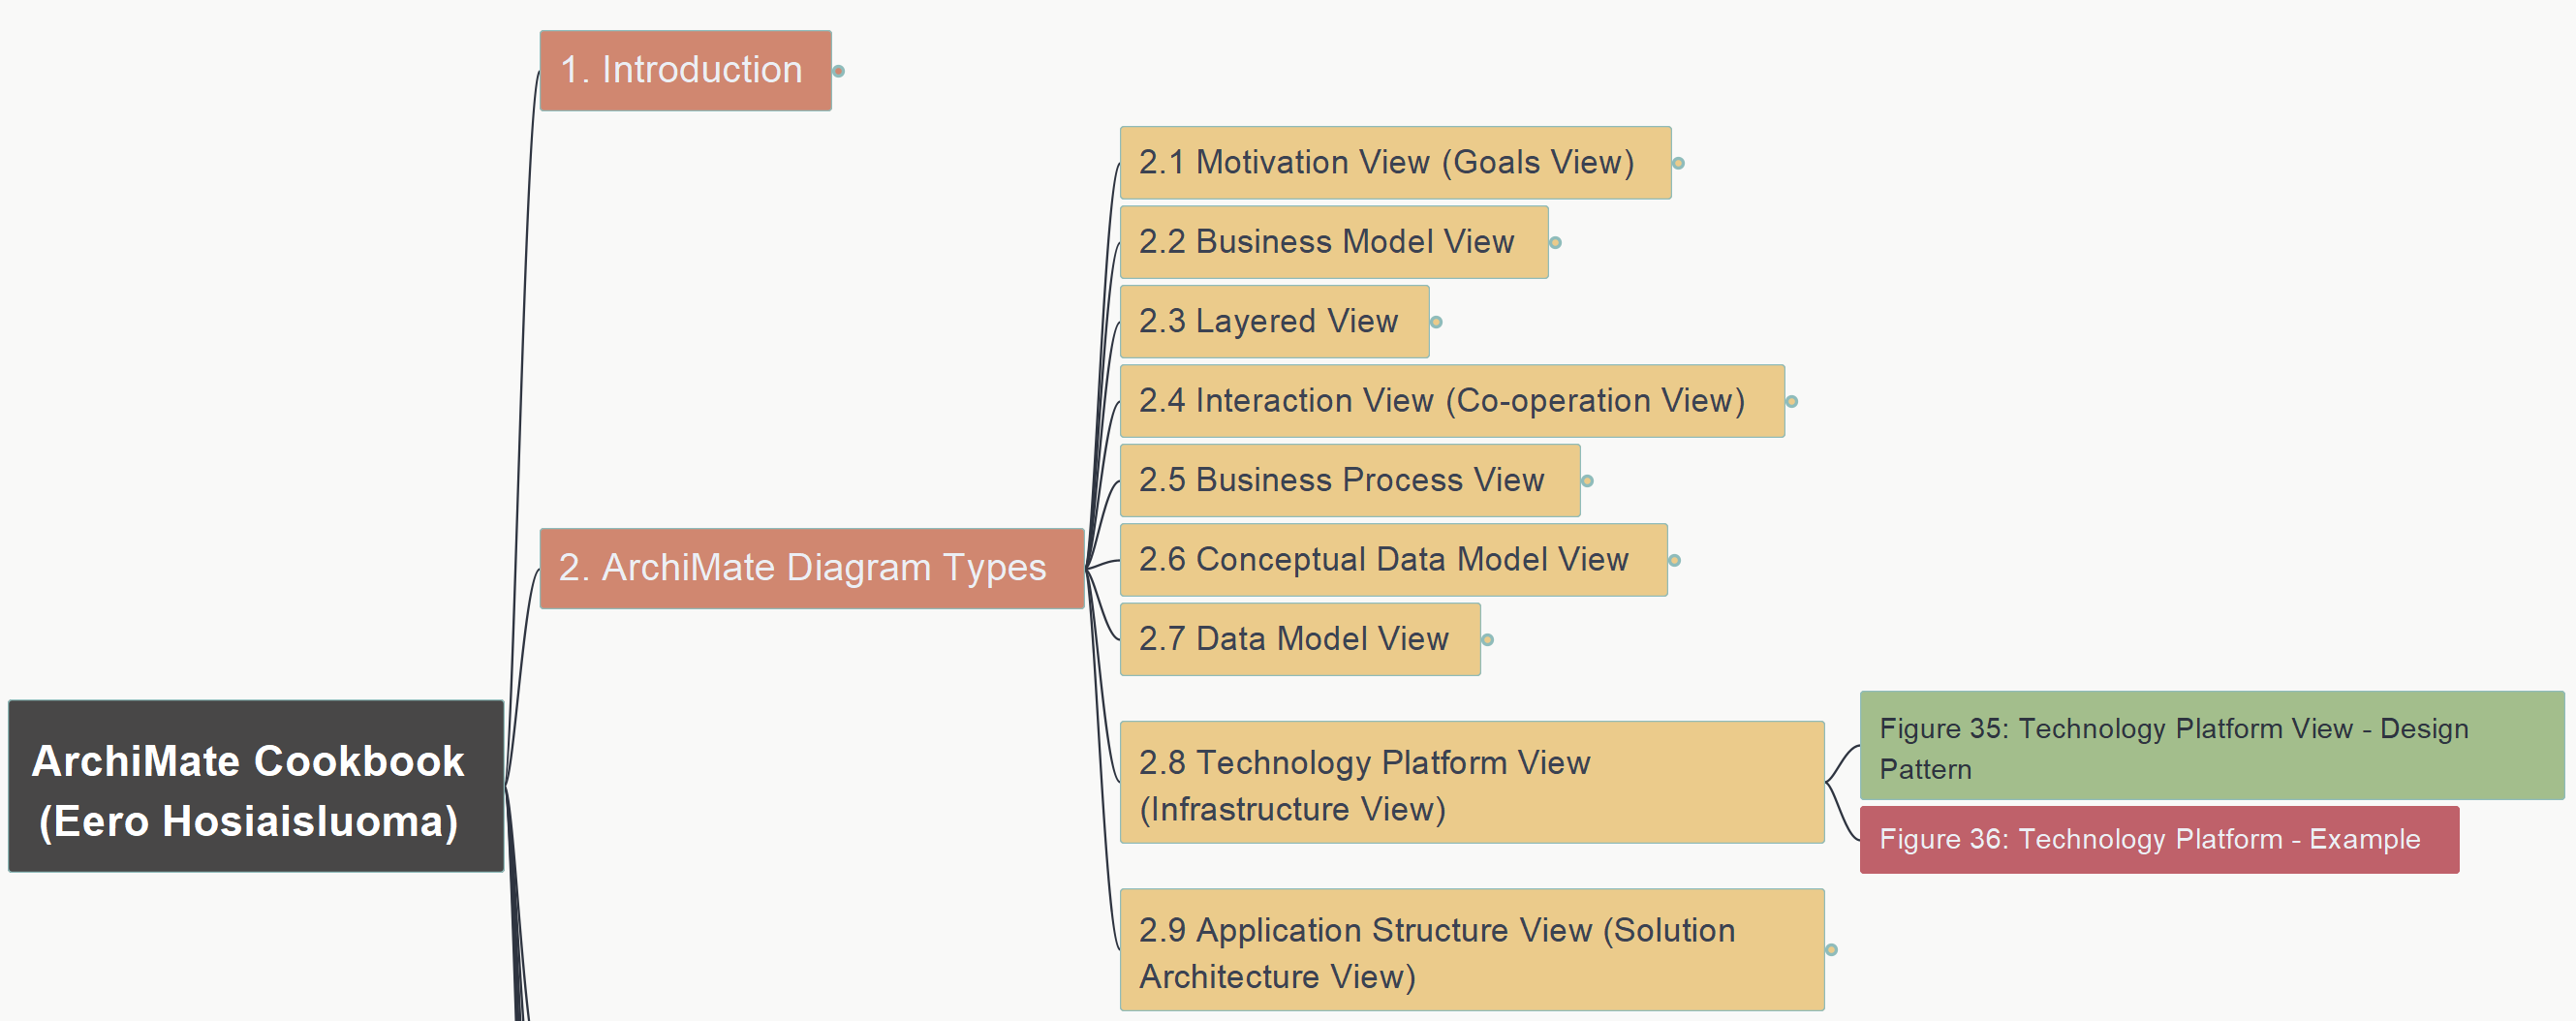 1. Introduction
2.1 Motivation View (Goals View)
2.2 Business Model View
2.3 Layered View
2.4 Interaction View (Co-operation View)
2.5 Business Process View
2. ArchiMate Diagram Types
2.6 Conceptual Data Model View
2.7 Data Model View
ArchiMate Cookbook
(Eero Hosiaisluoma)
2.8 Technology Platform View
(Infrastructure View)
Figure 35: Technology Platform View - Design
Pattern
Figure 36: Technology Platform - Example
2.9 Application Structure View (Solution
Architecture View)